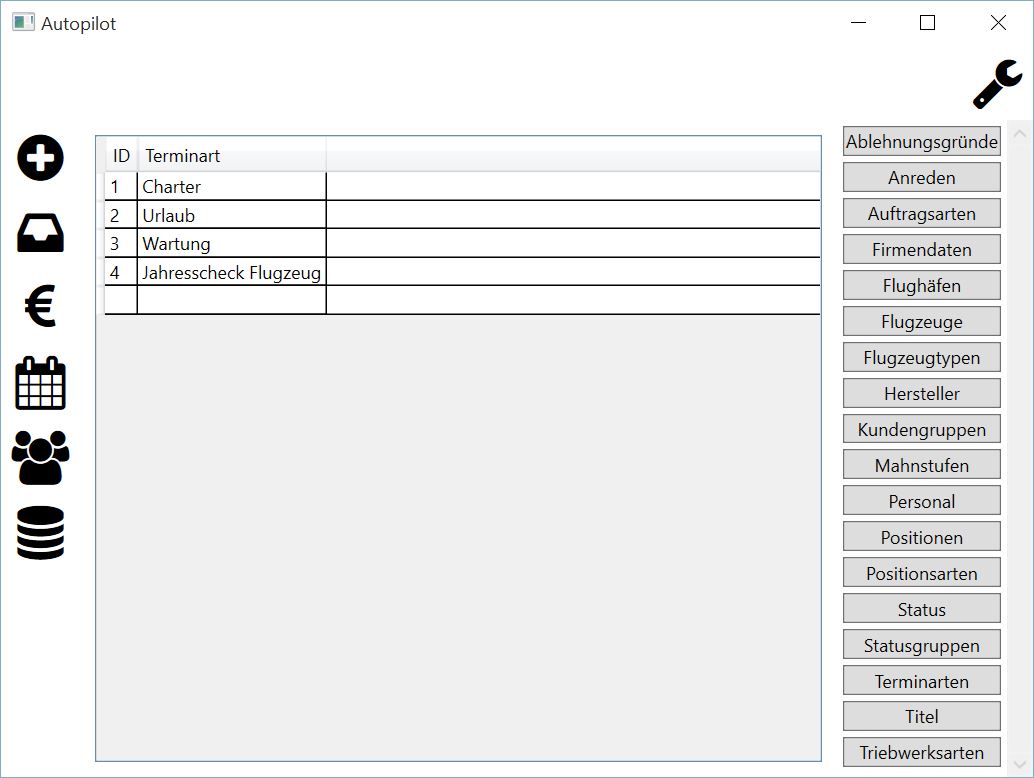 Autopilot
ID Terminart
1 Charter
2 Urlaub
3 Wartung
4 Jahresscheck Flugzeug
Ablehnungsgründe
Anreden
Auftragsarten
Firmendaten
Flughäfen
Flugzeuge
Flugzeugtypen
Hersteller
Kundengruppen
Mahnstufen
Personal
Positionen
Positionsarten
Status
Statusgruppen
Terminarten
Titel
Triebwerksarten